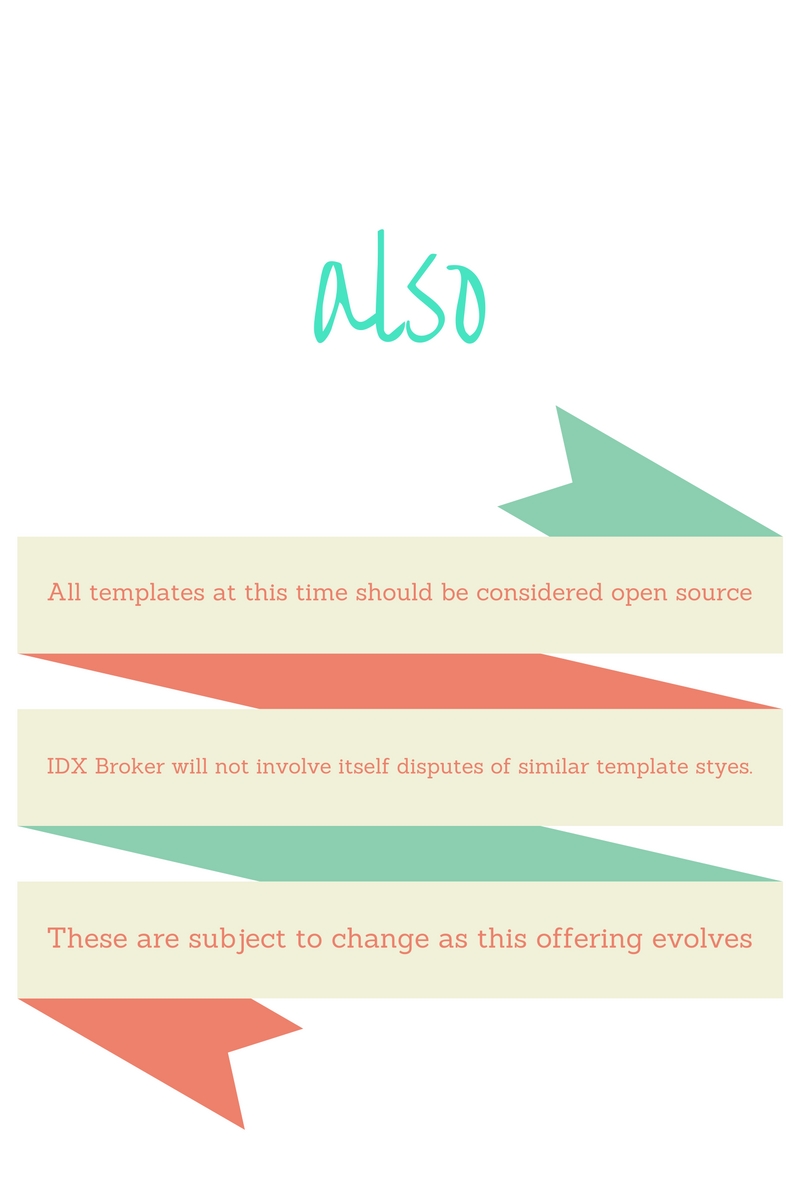 also
All templates at this time should be considered open source
IDX Broker will not involve itself disputes of similar template styes.
These are subject to change as this offering evolves